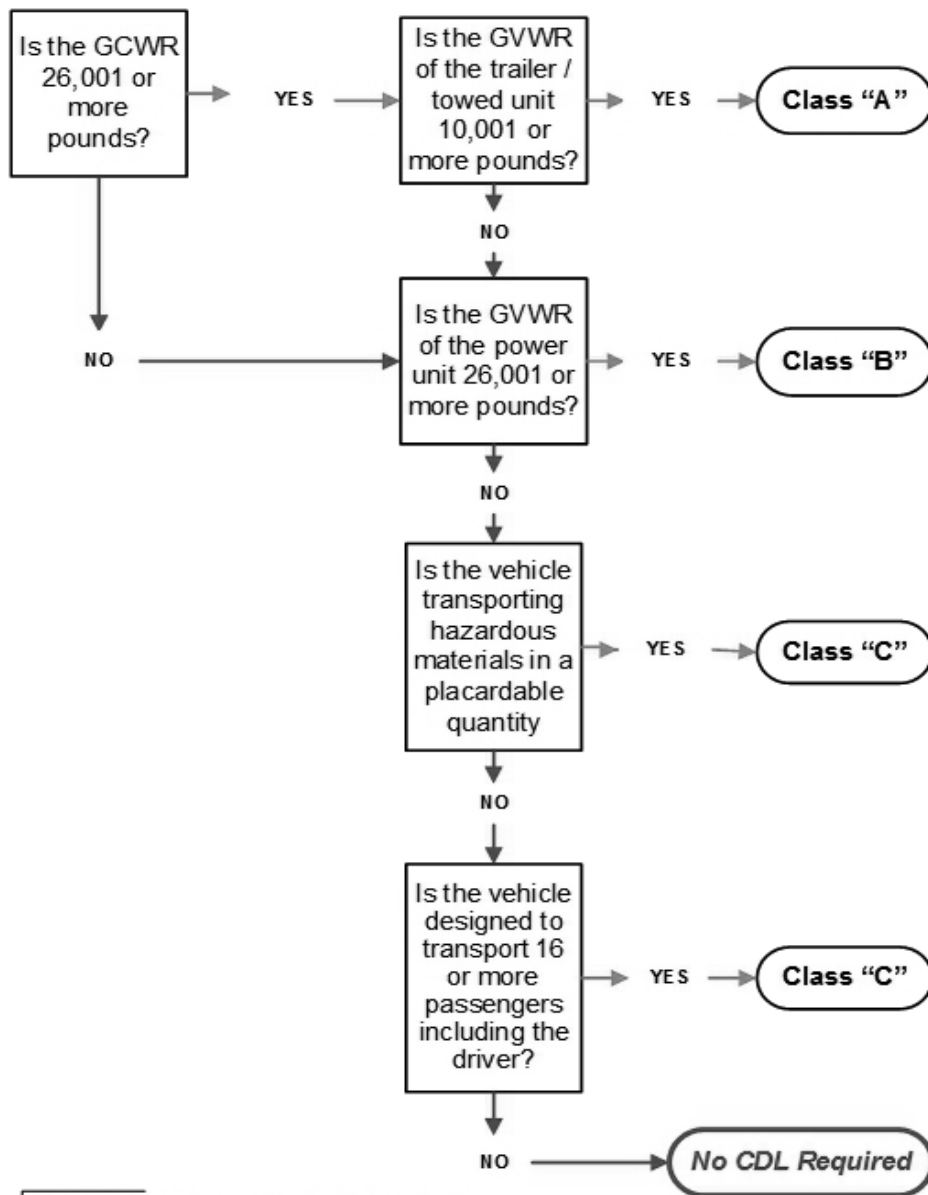 Is the GCWR
26,001 or
more
pounds?
YES
Is the GVWR
of the trailer /
towed unit
10,001 or
more pounds?
YES
Class “A”
NO
NO
Is the GVWR
of the power
unit 26,001 or
more pounds?
YES
Class “B”
NO
Is the vehicle
transporting
hazardous
materials in a
placardable
quantity
YES
Class “C”
NO
Is the vehicle
designed to
transport 16
or more
passengers
including the
driver?
YES
Class “C”
NO
No CDL Required